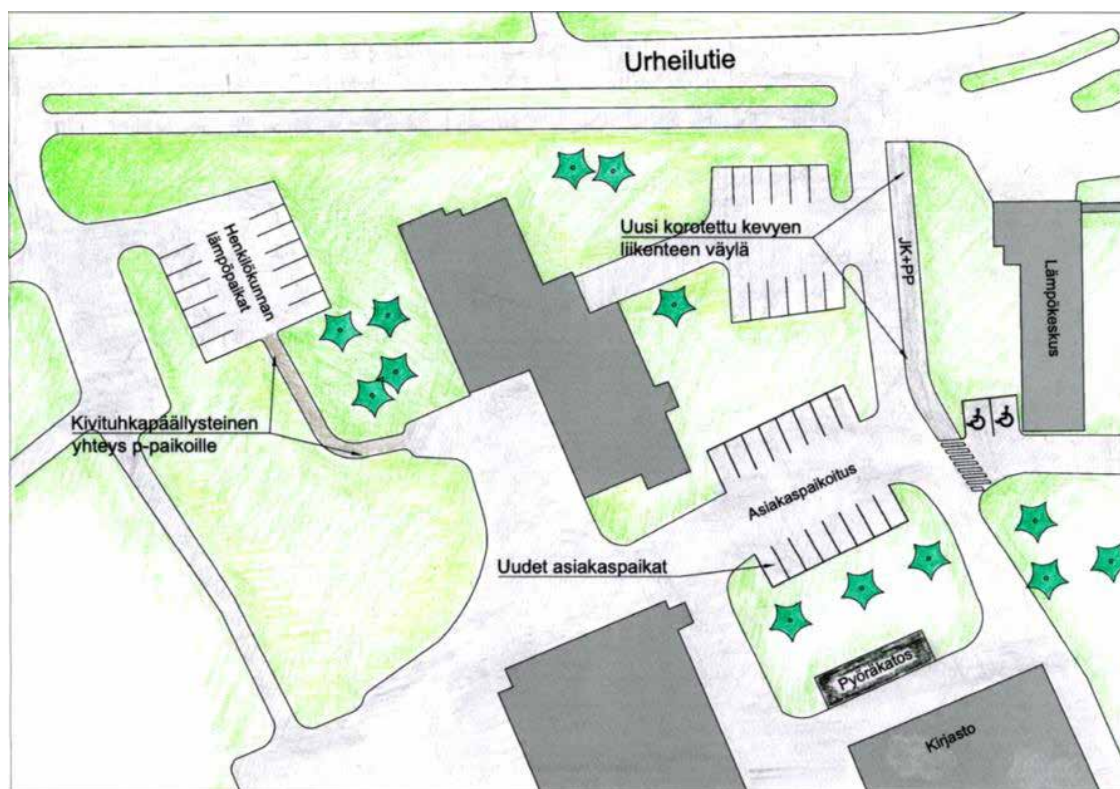 Urheilutie
Henkilökunnan
lämpöpaikat
Uusi korotettu kevyen
liikenteen väylä
JK+PP
Lämpökeskus
Kivituhkapäällysteinen
yhteys p-paikoille
Asiakaspaikoitus
Uudet asiakaspaikat
Pyöräkatos
Kirjasto